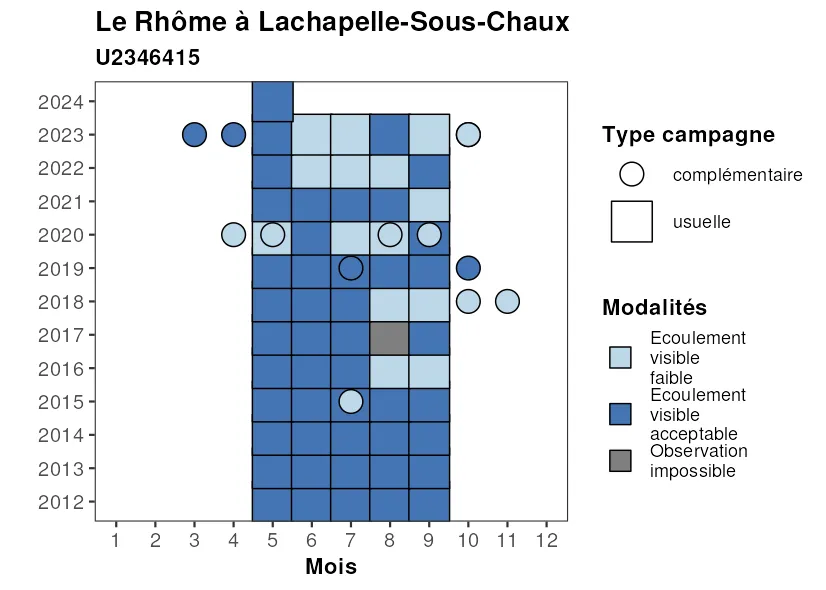 Le Rhôme à Lachapelle-Sous-Chaux
U2346415
2024
2023
2022
2021
2020
2019
2018
2017
2016
2015
2014
2013
2012
1 2 3 4 5 6 7 8 9 10 11 12
Mois
Type campagne
complémentaire
usuelle
Modalités
Ecoulement
visible
faible
Ecoulement
visible
acceptable
Observation
impossible